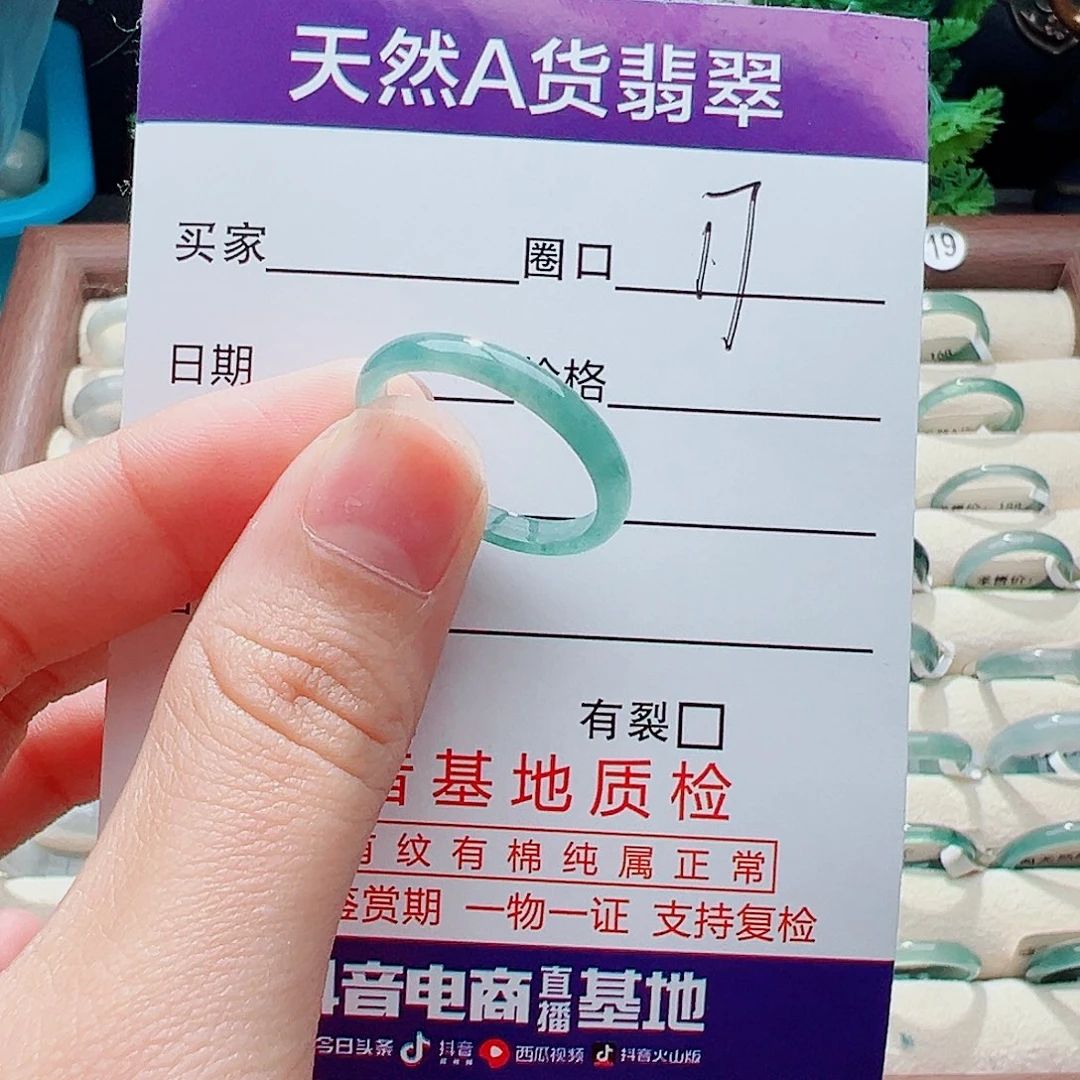 天然A货翡翠
买家 圈口 17
日期 价格
有裂□
音基地质检
有纹有棉纯属正常
鉴赏期 一物一证 支持复检
抖音电商直播基地
今日头条 抖音 西瓜视频 抖音火山版
19